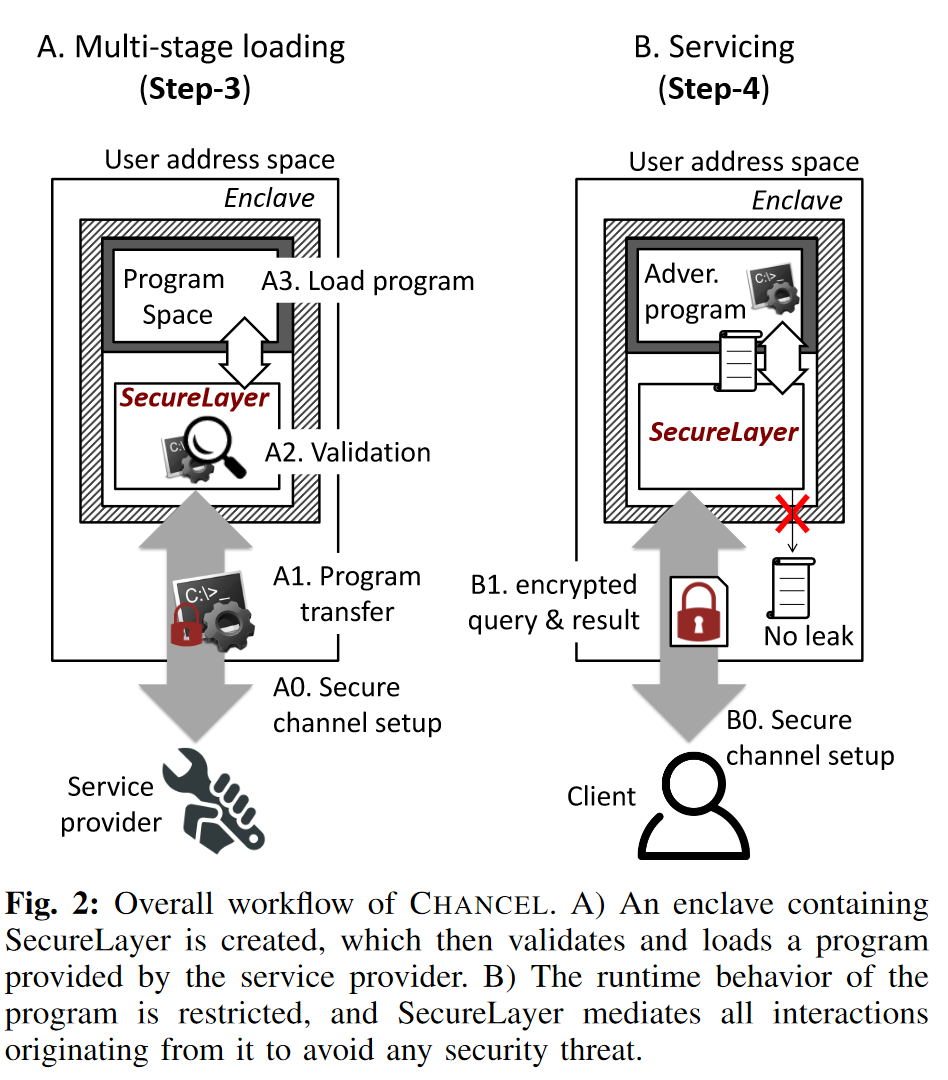 A. Multi-stage loading
(Step-3)
User address space
Enclave
Program
Space
A3. Load program
SecureLayer
C:\
A2. Validation
C:\>_
A1. Program
transfer
A0. Secure
channel setup
Service
provider
B. Servicing
(Step-4)
User address space
Enclave
Adver.
program
C:\>_
SecureLayer
B1. encrypted
query & result
No leak
B0. Secure
channel setup
Client
Fig. 2: Overall workflow of CHANCEL. A) An enclave containing
SecureLayer is created, which then validates and loads a program
provided by the service provider. B) The runtime behavior of the
program is restricted, and SecureLayer mediates all interactions
originating from it to avoid any security threat.